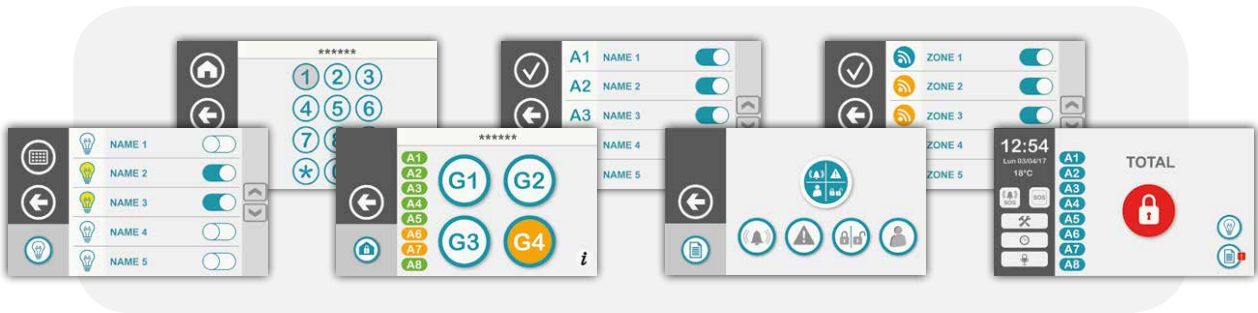 ******
1 2 3
4 5 6
7 8
*
A1 NAME 1
A2 NAME 2
A3 NAME 3
NAME 4
NAME 5
ZONE 1
ZONE 2
ZONE 3
ZONE 4
ZONE 5
NAME 1
NAME 2
NAME 3
NAME 4
NAME 5
******
A1
A2
A3
A4
A5
A6
A7
A8
G1 G2
G3 G4
i
12:54
Lun 03/04/17
18°C
SOS SOS
A1
A2
A3
A4
A5
A6
A7
A8
TOTAL